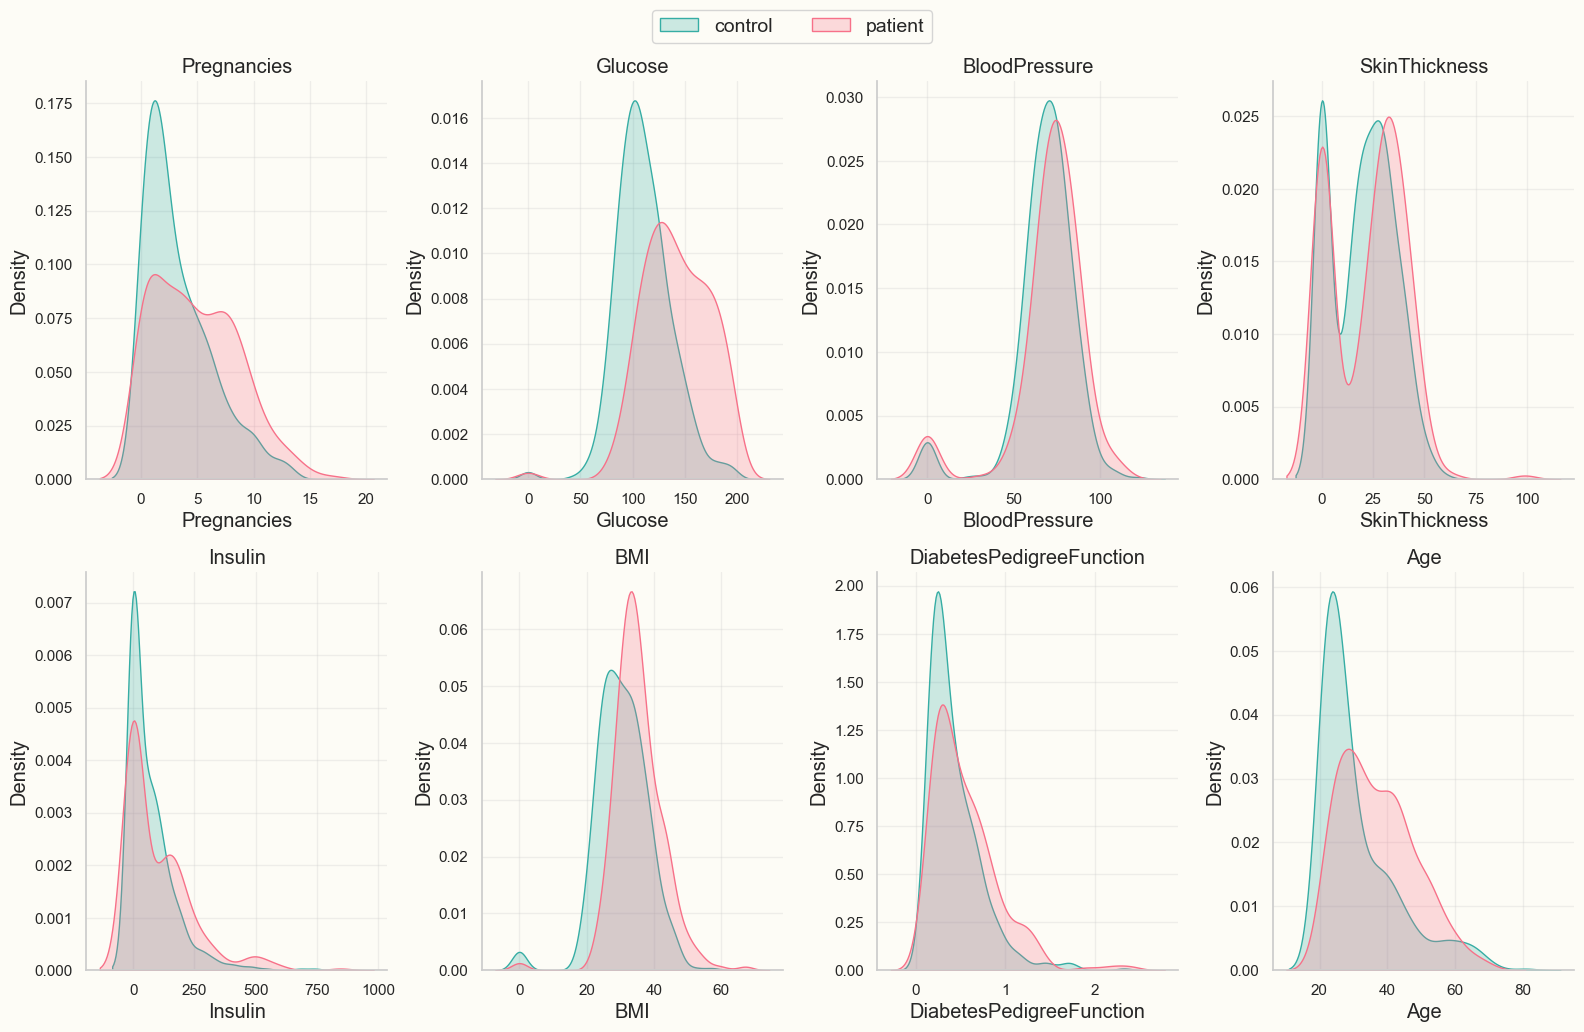 control patient
Pregnancies Glucose BloodPressure SkinThickness
Density
0.175
0.150
0.125
0.100
0.075
0.050
0.025
0.000
0 5 10 15 20
Pregnancies
Density
0.016
0.014
0.012
0.010
0.008
0.006
0.004
0.002
0.000
0 50 100 150 200
Glucose
Density
0.030
0.025
0.020
0.015
0.010
0.005
0.000
0 50 100
BloodPressure
Density
0.025
0.020
0.015
0.010
0.005
0.000
0 25 50 75 100
SkinThickness
Insulin BMI DiabetesPedigreeFunction Age
Density
0.007
0.006
0.005
0.004
0.003
0.002
0.001
0.000
0 250 500 750 1000
Insulin
Density
0.06
0.05
0.04
0.03
0.02
0.01
0.00
0 20 40 60
BMI
Density
2.00
1.75
1.50
1.25
1.00
0.75
0.50
0.25
0.00
0 1 2
DiabetesPedigreeFunction
Density
0.06
0.05
0.04
0.03
0.02
0.01
0.00
20 40 60 80
Age